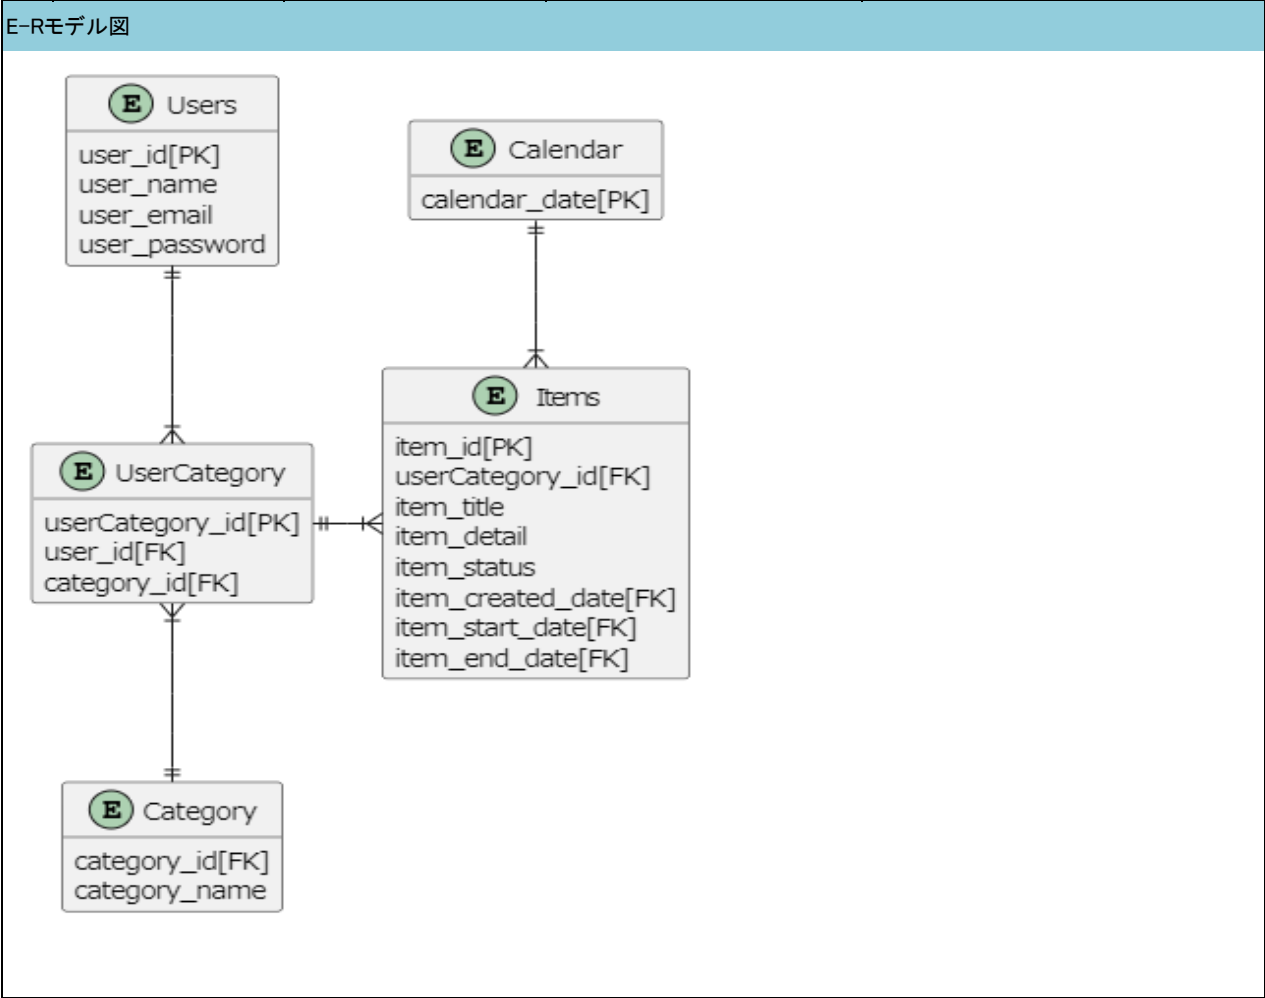 E-Rモデル図
E Users
user_id[PK]
user_name
user_email
user_password
E Calendar
calendar_date[PK]
E Items
item_id[PK]
userCategory_id[FK]
item_title
item_detail
item_status
item_created_date[FK]
item_start_date[FK]
item_end_date[FK]
E UserCategory
userCategory_id[PK]
user_id[FK]
category_id[FK]
E Category
category_id[FK]
category_name